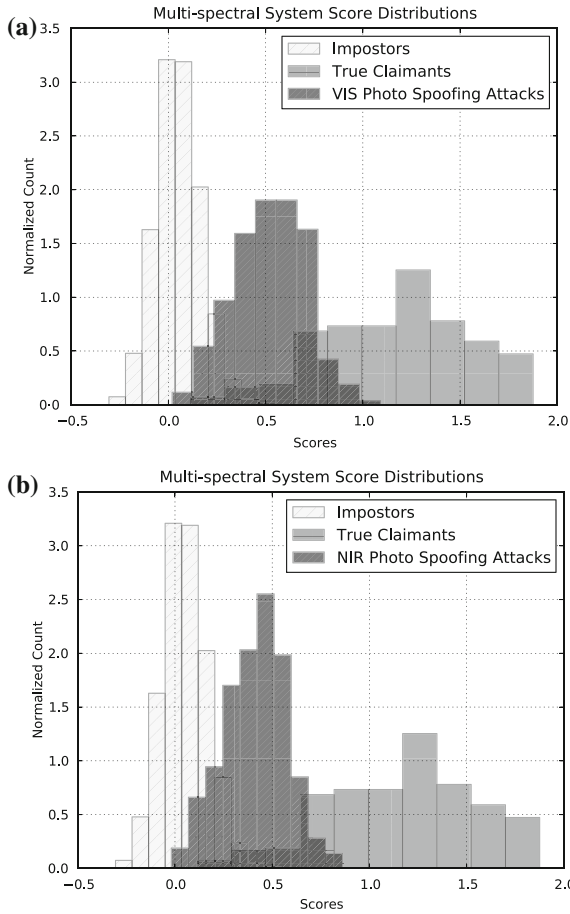 (a)
Multi-spectral System Score Distributions
3.5
3.0
2.5
2.0
1.5
1.0
0.5
0.0
Normalized Count
Impostors
True Claimants
VIS Photo Spoofing Attacks
−0.5 0.0 0.5 1.0 1.5 2.0
Scores
(b)
Multi-spectral System Score Distributions
3.5
3.0
2.5
2.0
1.5
1.0
0.5
0.0
Normalized Count
Impostors
True Claimants
NIR Photo Spoofing Attacks
−0.5 0.0 0.5 1.0 1.5 2.0
Scores